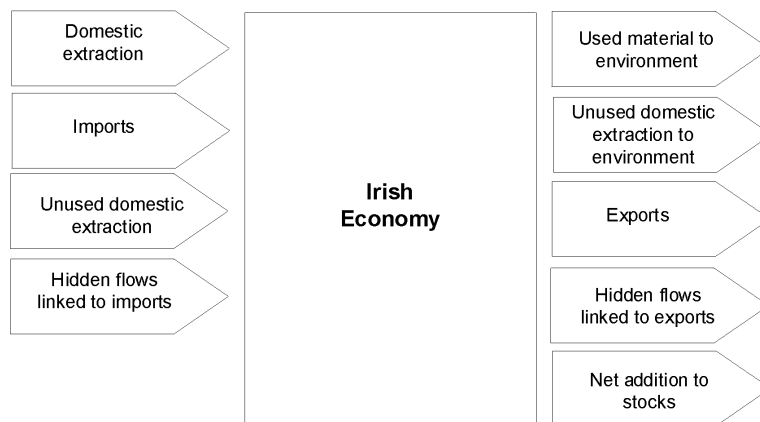 Domestic
extraction
Imports
Unused domestic
extraction
Hidden flows
linked to imports
Irish
Economy
Used material to
environment
Unused domestic
extraction to
environment
Exports
Hidden flows
linked to exports
Net addition to
stocks